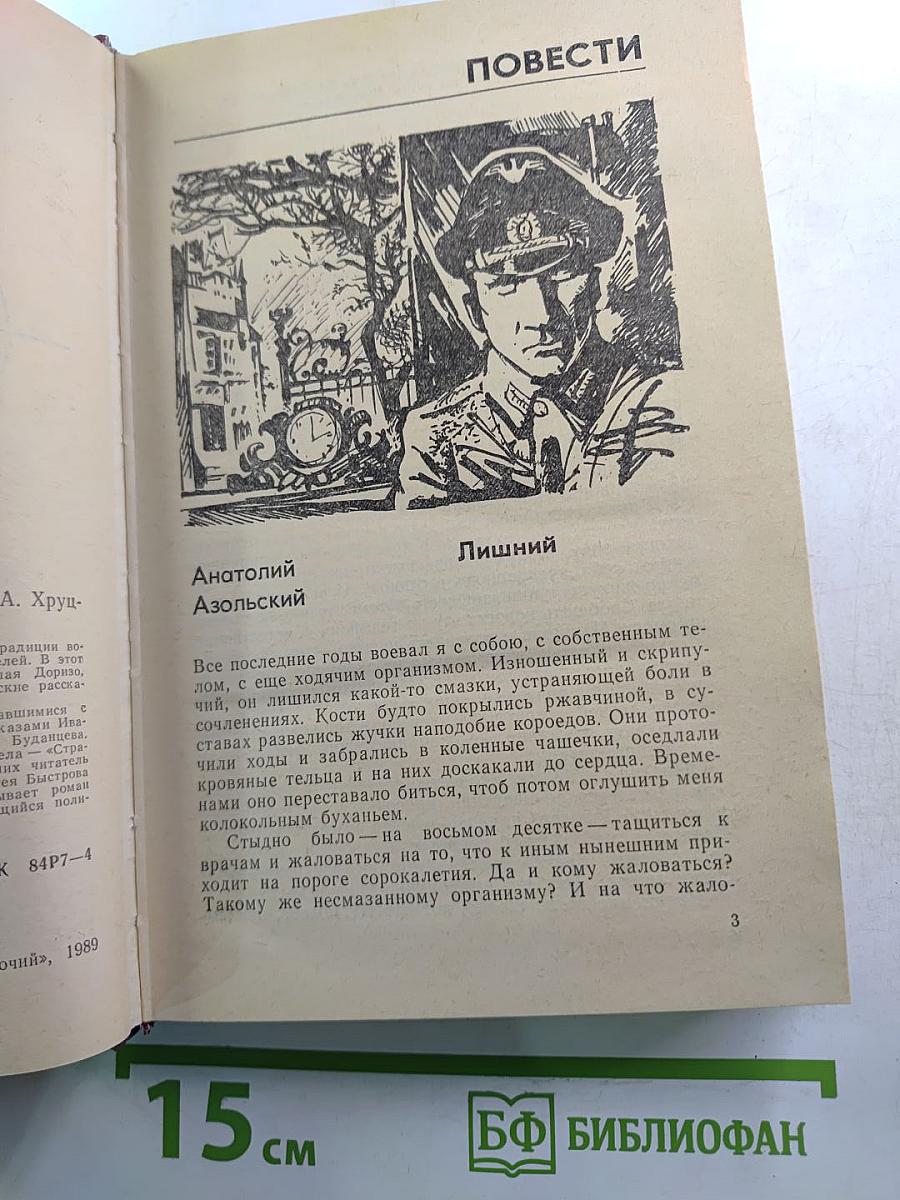 А. Хруц-
радиции во-
елей. В этот
лая Доризо,
ские расска-
авшимися с
казами Ива-
Буданцева.
ела — «Стра-
них читатель
ея Быстрова
ывает роман
щийся поли-
К 84Р7—4
очий», 1989
ПОВЕСТИ
Лишний
Анатолий
Азольский
Все последние годы воевал я с собою, с собственным те-
лом, с еще ходячим организмом. Изношенный и скрипу-
чий, он лишился какой-то смазки, устраняющей боли в
сочленениях. Кости будто покрылись ржавчиной, в су-
ставах развелись жучки наподобие короедов. Они прото-
чили ходы и забрались в коленные чашечки, оседлали
кровяные тельца и на них доскакали до сердца. Време-
нами оно переставало биться, чтоб потом оглушить меня
колокольным буханьем.
Стыдно было — на восьмом десятке — тащиться к
врачам и жаловаться на то, что к иным нынешним при-
ходит на пороге сорокалетия. Да и кому жаловаться?
Такому же несмазанному организму? И на что жало-
3
15 см
БФ БИБЛИОФАН